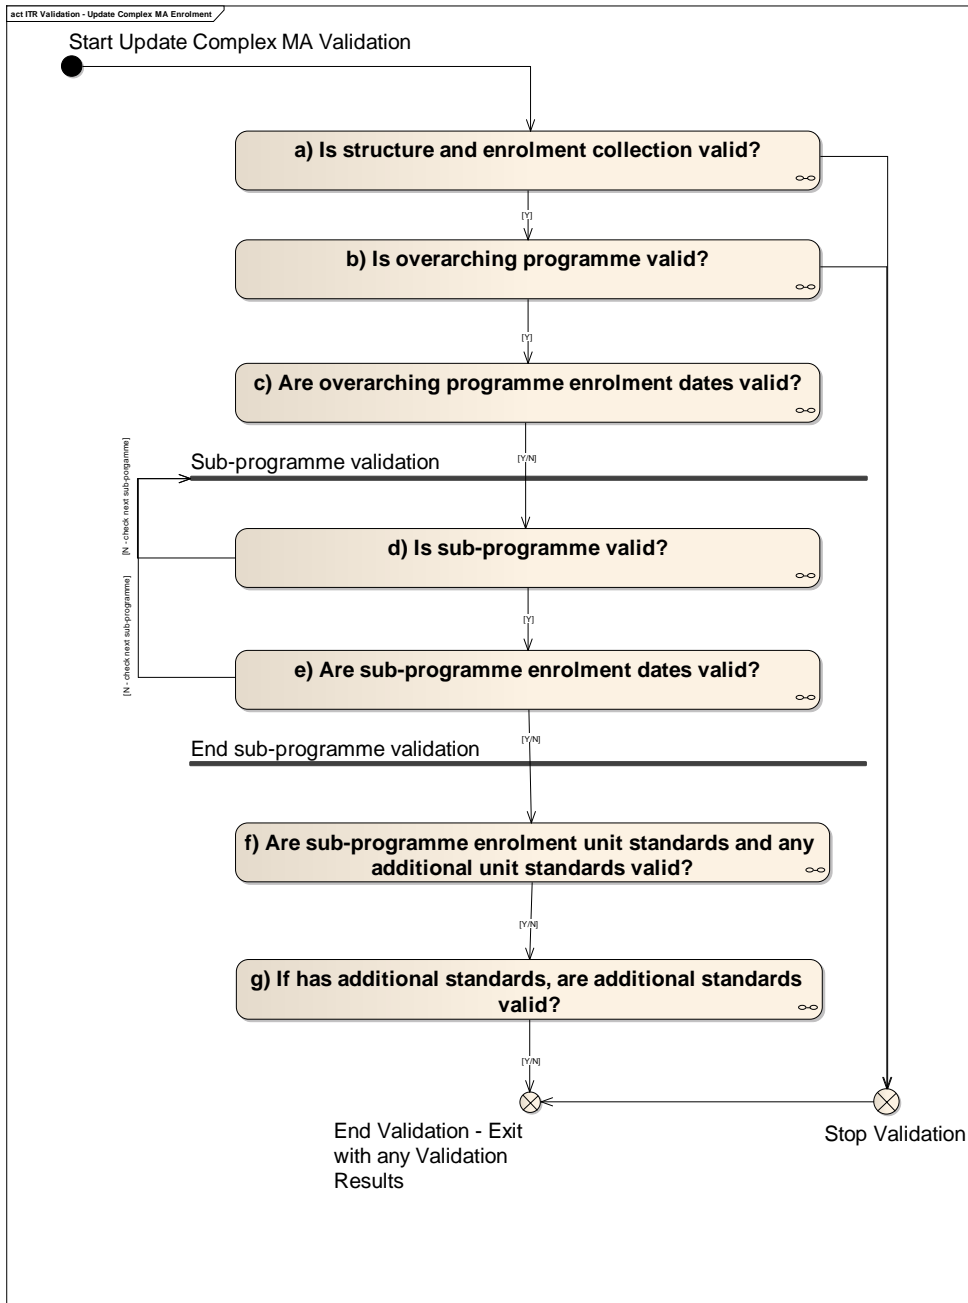 act ITR Validation - Update Complex MA Enrolment
Start Update Complex MA Validation
a) Is structure and enrolment collection valid?
[Y]
b) Is overarching programme valid?
[Y]
c) Are overarching programme enrolment dates valid?
[Y/N]
Sub-programme validation
[N - check next sub-porgamme]
d) Is sub-programme valid?
[Y]
[N - check next sub-programme]
e) Are sub-programme enrolment dates valid?
[Y/N]
End sub-programme validation
f) Are sub-programme enrolment unit standards and any
additional unit standards valid?
[Y/N]
g) If has additional standards, are additional standards
valid?
[Y/N]
End Validation - Exit
with any Validation
Results
Stop Validation